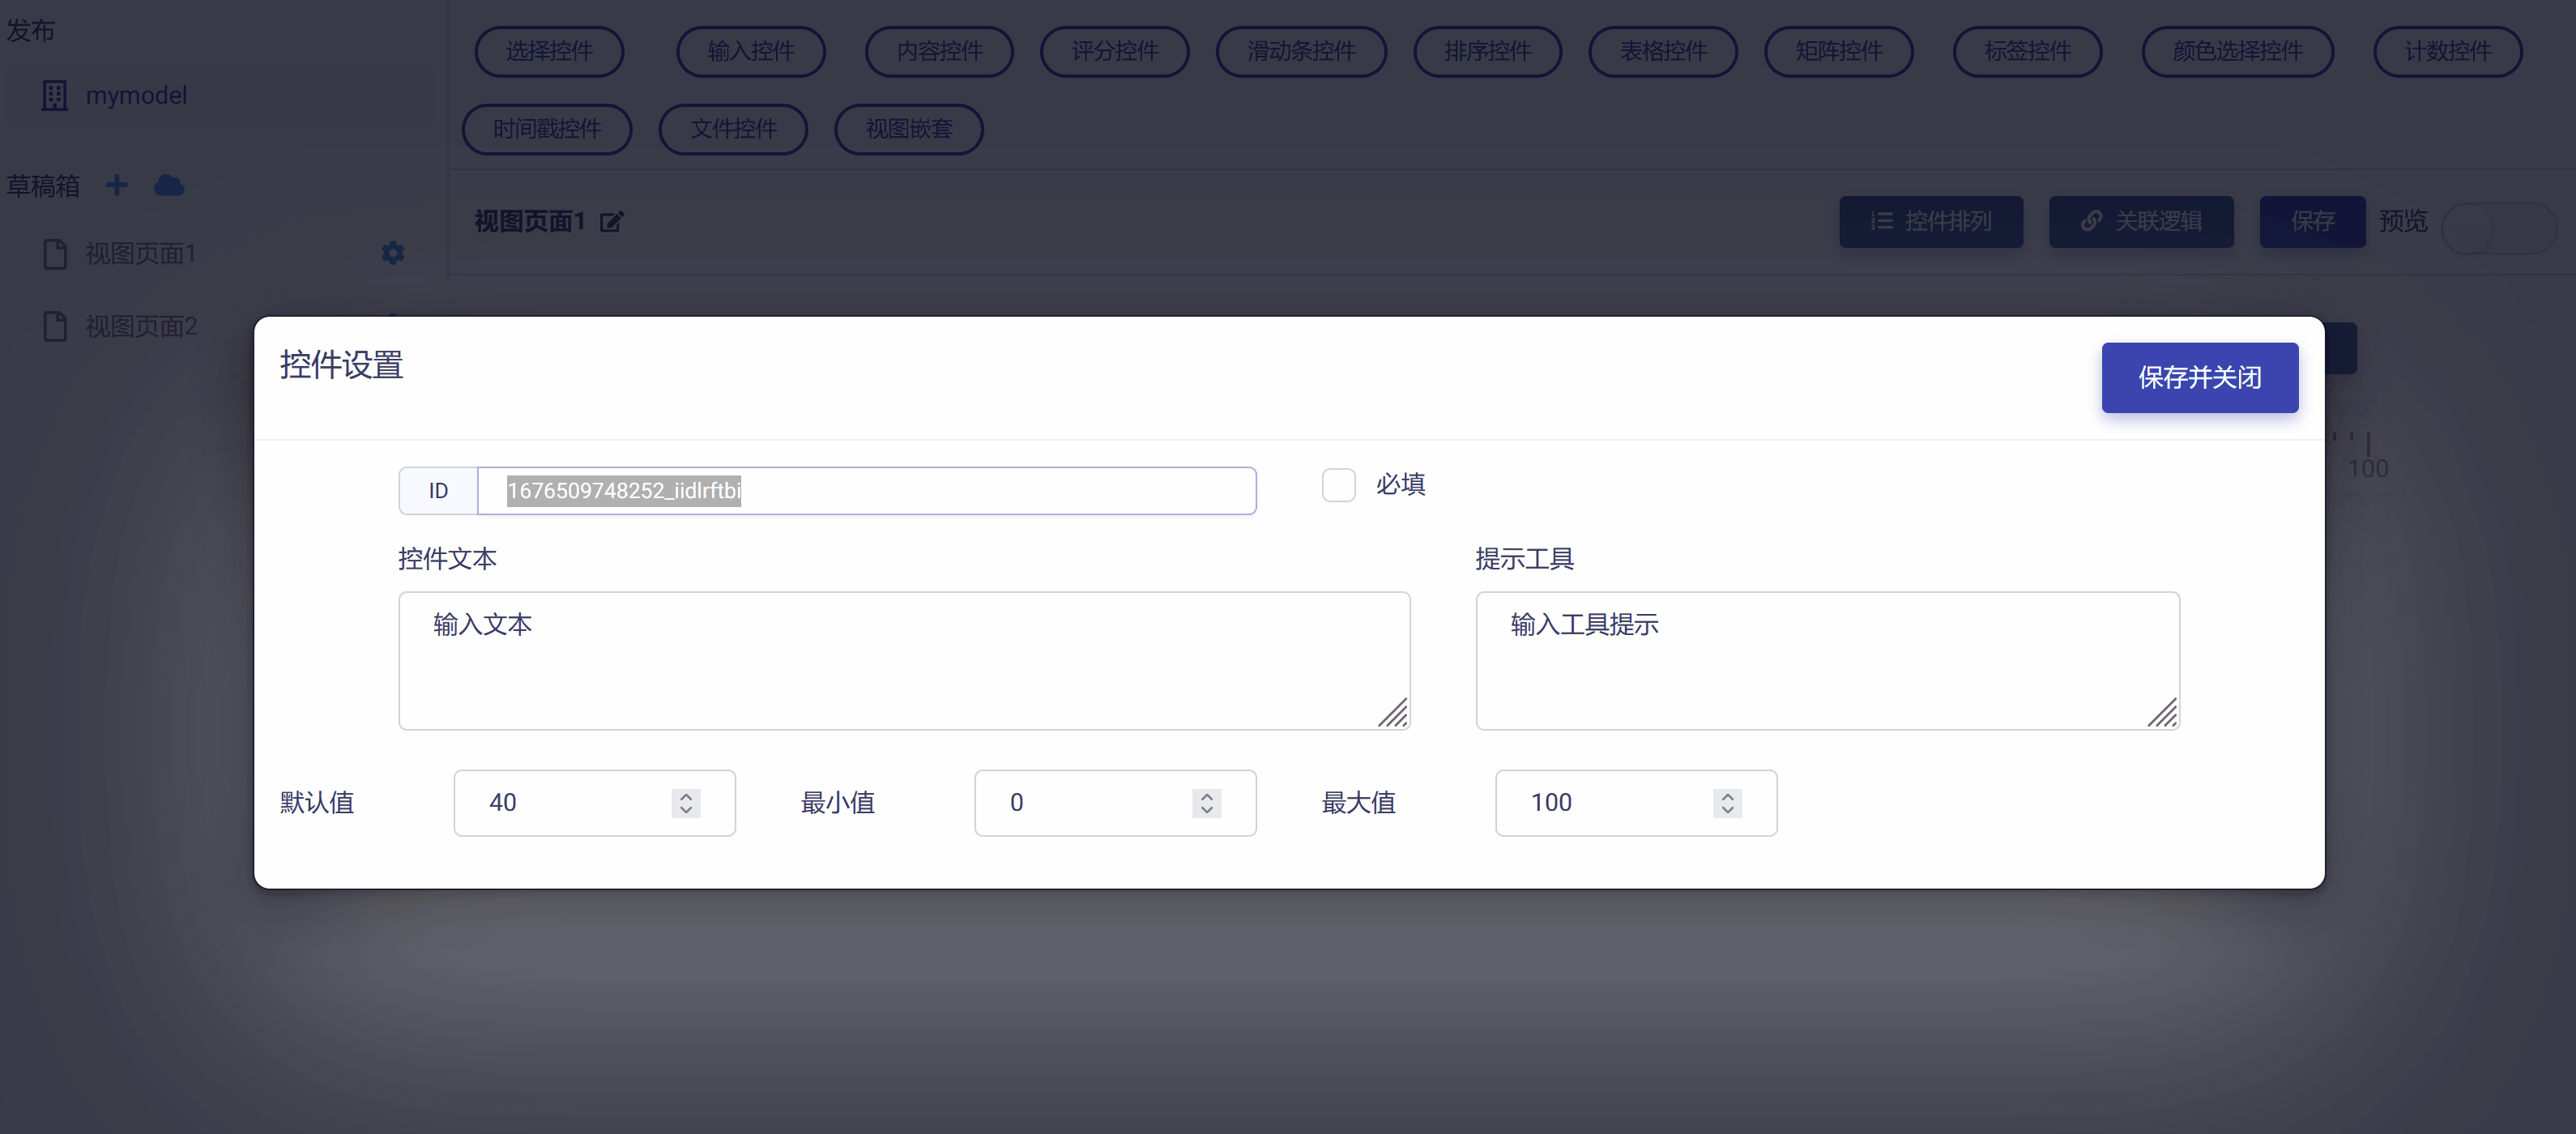 发布
mymodel
草稿箱
视图页面1
视图页面2
选择控件 输入控件 内容控件 评分控件 滑动条控件 排序控件 表格控件 矩阵控件 标签控件 颜色选择控件 计数控件
时间戳控件 文件控件 视图嵌套
视图页面1 控件排列 关联逻辑 保存 预览
100
控件设置 保存并关闭
ID 1676509748252_iidlrftbi 必填
控件文本 提示工具
输入文本 输入工具提示
默认值 40 最小值 0 最大值 100